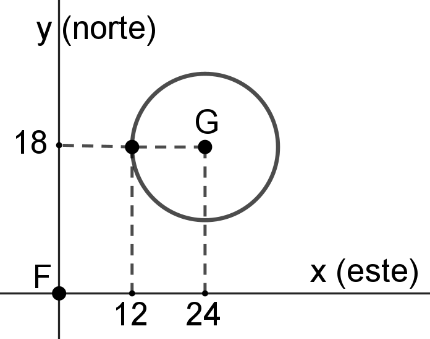 y (norte)
G
18
F
x (este)
12
24